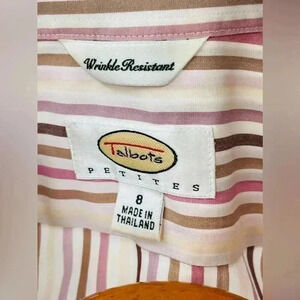 Wrinkle Resistant
Talbots
PETITES
8
MADE IN
THAILAND